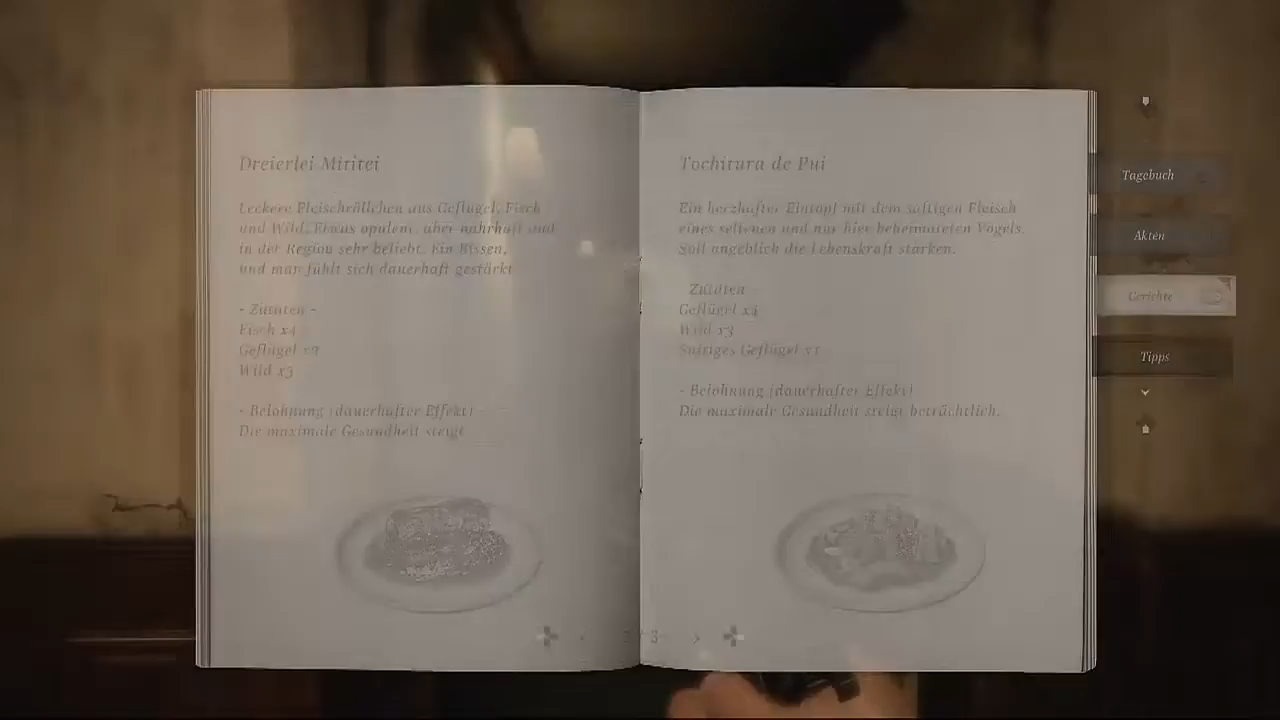 Dreierlei Mititei
Leckere Fleischröllchen aus Geflügel, Fisch
und Wild. Etwas opulent, aber nahrhaft und
in der Region sehr beliebt. Ein Bissen,
und man fühlt sich dauerhaft gestärkt
- Zutaten -
Fisch x4
Geflügel
Wild x3
- Belohnung (dauerhafter Effekt) -
Die maximale Gesundheit steigt
Tochitura de Pui
Ein herzhafter Eintopf mit dem saftigen Fleisch
eines seltenen und nur hier beheimateten Vogels.
Soll angeblich die Lebenskraft stärken.
Zutaten -
Geflügel x4
Wild x3
Saftiges Geflügel x1
- Belohnung (dauerhafter Effekt)
Die maximale Gesundheit steigt beträchtlich.
Tagebuch
Akten
Gerichte
Tipps